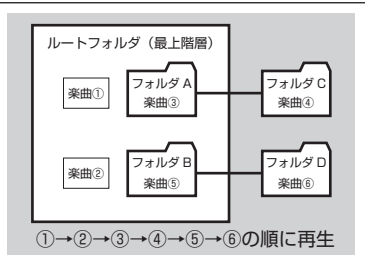 ルートフォルダ（最上階層）
楽曲①
フォルダ A
楽曲③
フォルダ C
楽曲④
楽曲②
フォルダ B
楽曲⑤
フォルダ D
楽曲⑥
①→②→③→④→⑤→⑥の順に再生